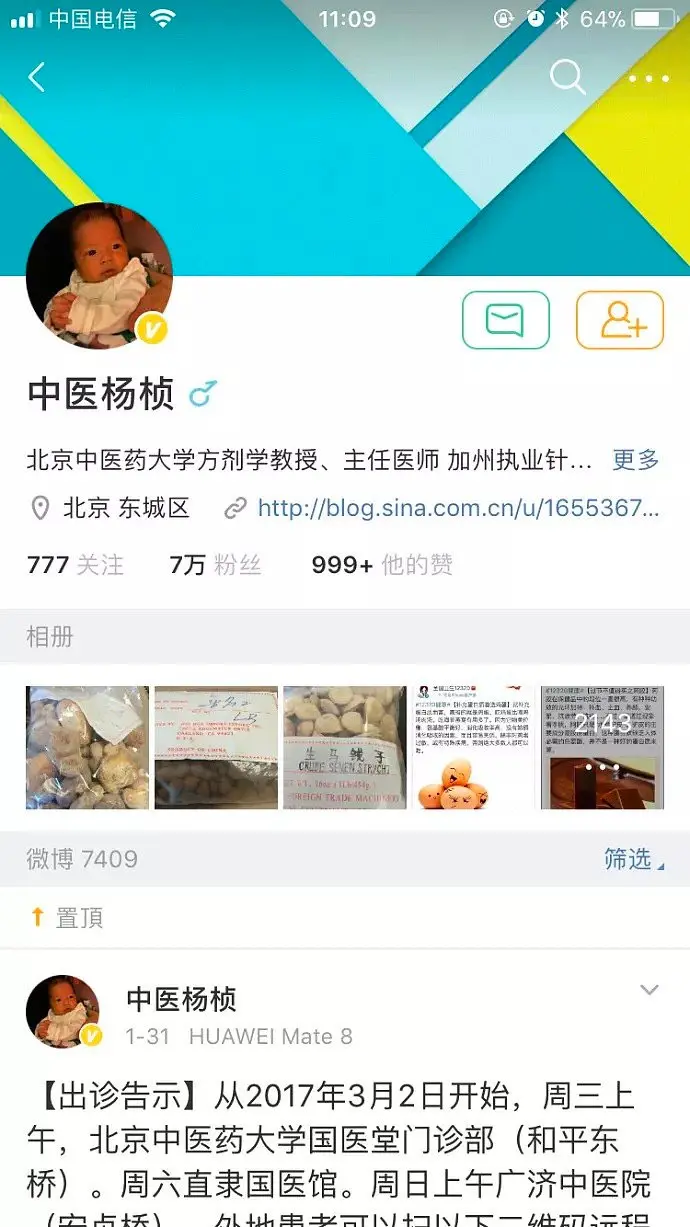 中国电信 11:09 64%
中医杨桢
北京中医药大学方剂学教授、主任医师 加州执业针... 更多
北京 东城区 http://blog.sina.com.cn/u/1655367...
777 关注 7万 粉丝 999+ 他的赞
相册
生马钱子
CRUDE SEMEN STRYCHNI
FOREIGN TRADE
PRODUCE OF CHINA
2143
微博 7409 筛选
置頂
中医杨桢
1-31 HUAWEI Mate 8
【出诊告示】从2017年3月2日开始，周三上
午，北京中医药大学国医堂门诊部（和平东
桥）。周六直隶国医馆。周日上午广济中医院
（安贞桥）。外地患者可以扫以下二维码远程